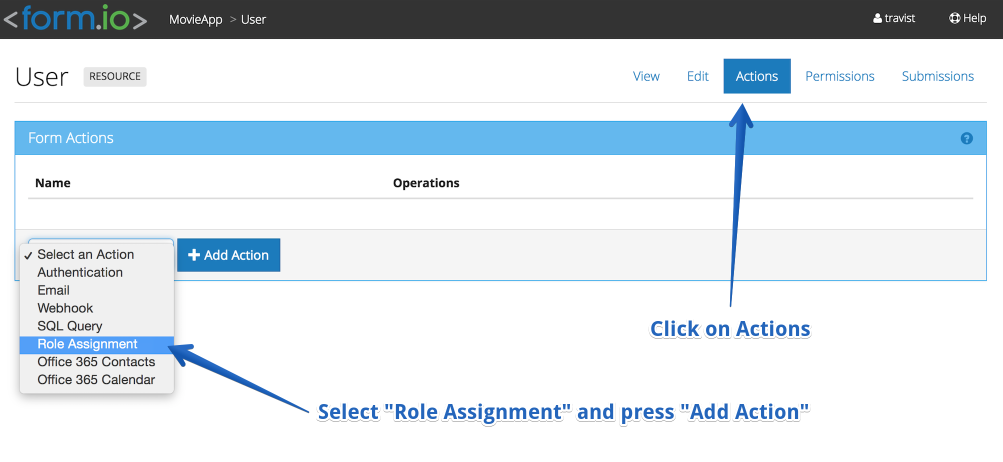 <form.io> MovieApp > User travist Help
User RESOURCE View Edit Actions Permissions Submissions
Form Actions ?
Name Operations
✓ Select an Action
+ Add Action
Authentication
Email
Webhook
SQL Query
Role Assignment
Office 365 Contacts
Office 365 Calendar
Click on Actions
Select "Role Assignment" and press "Add Action"